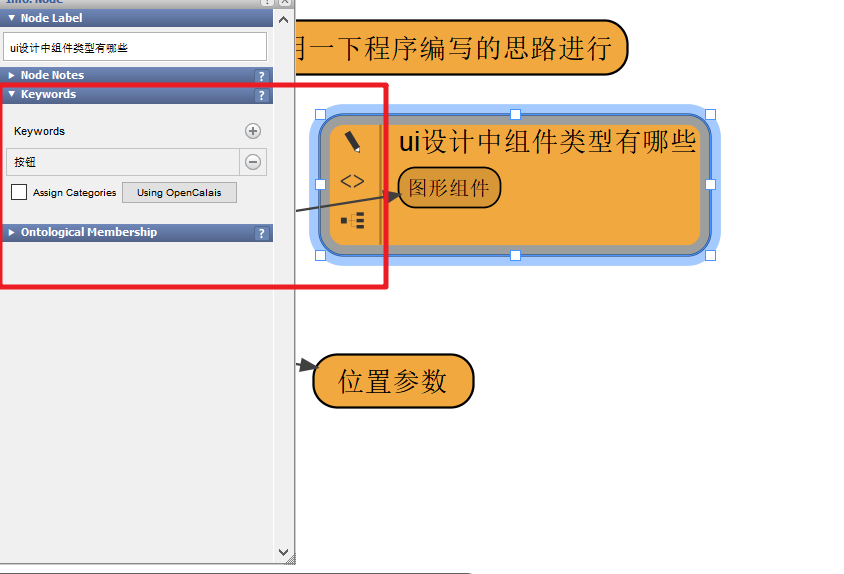 Info: Node
Node Label
ui设计中组件类型有哪些
Node Notes
?
Keywords
?
Keywords
按钮
Assign Categories
Using OpenCalais
Ontological Membership
?
用一下程序编写的思路进行
ui设计中组件类型有哪些
<>
图形组件
位置参数